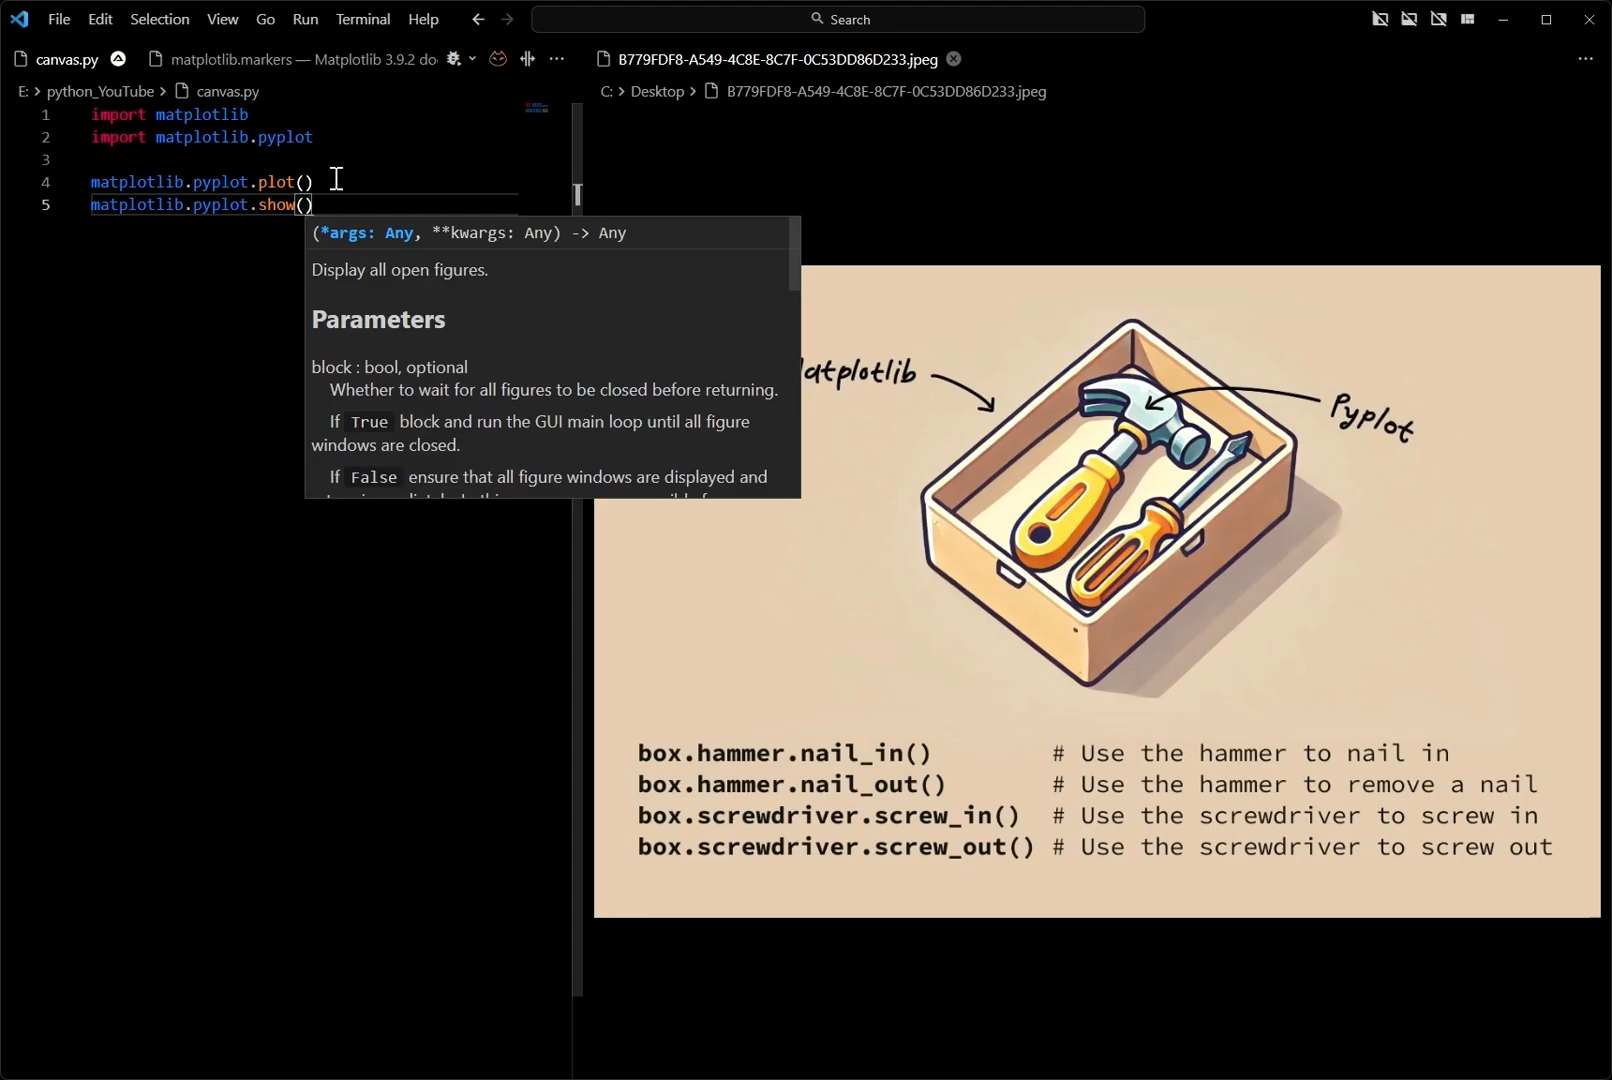 File Edit Selection View Go Run Terminal Help
Search
canvas.py
matplotlib.markers — Matplotlib 3.9.2 do
B779FDF8-A549-4C8E-8C7F-0C53DD86D233.jpeg
E: > python_YouTube > canvas.py
C: > Desktop > B779FDF8-A549-4C8E-8C7F-0C53DD86D233.jpeg
1 import matplotlib
2 import matplotlib.pyplot
3
4 matplotlib.pyplot.plot()
5 matplotlib.pyplot.show()
(*args: Any, **kwargs: Any) -> Any
Display all open figures.
Parameters
block : bool, optional
Whether to wait for all figures to be closed before returning.
If True block and run the GUI main loop until all figure
windows are closed.
If False ensure that all figure windows are displayed and
atplotlib
Pyplot
box.hammer.nail_in() # Use the hammer to nail in
box.hammer.nail_out() # Use the hammer to remove a nail
box.screwdriver.screw_in() # Use the screwdriver to screw in
box.screwdriver.screw_out() # Use the screwdriver to screw out